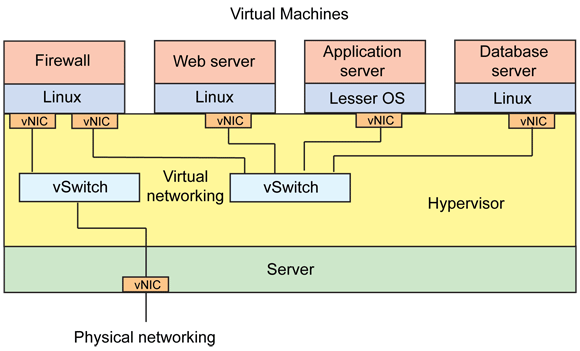 Virtual Machines
Firewall
Web server
Application
server
Database
server
Linux
Linux
Lesser OS
Linux
vNIC
vNIC
vNIC
vNIC
vNIC
Virtual
networking
vSwitch
vSwitch
Hypervisor
Server
vNIC
Physical networking